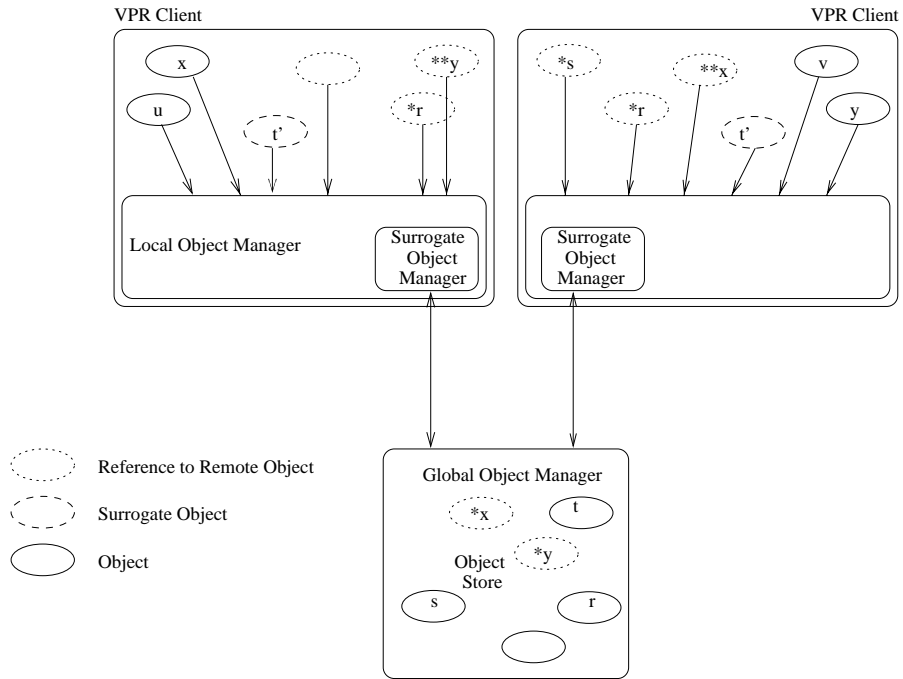 VPR Client
VPR Client
x
**y
*s
**x
v
u
*r
*r
y
t’
t’
Local Object Manager
Surrogate
Object
Manager
Surrogate
Object
Manager
Reference to Remote Object
Surrogate Object
Object
Global Object Manager
*x
t
*y
Object
Store
s
r